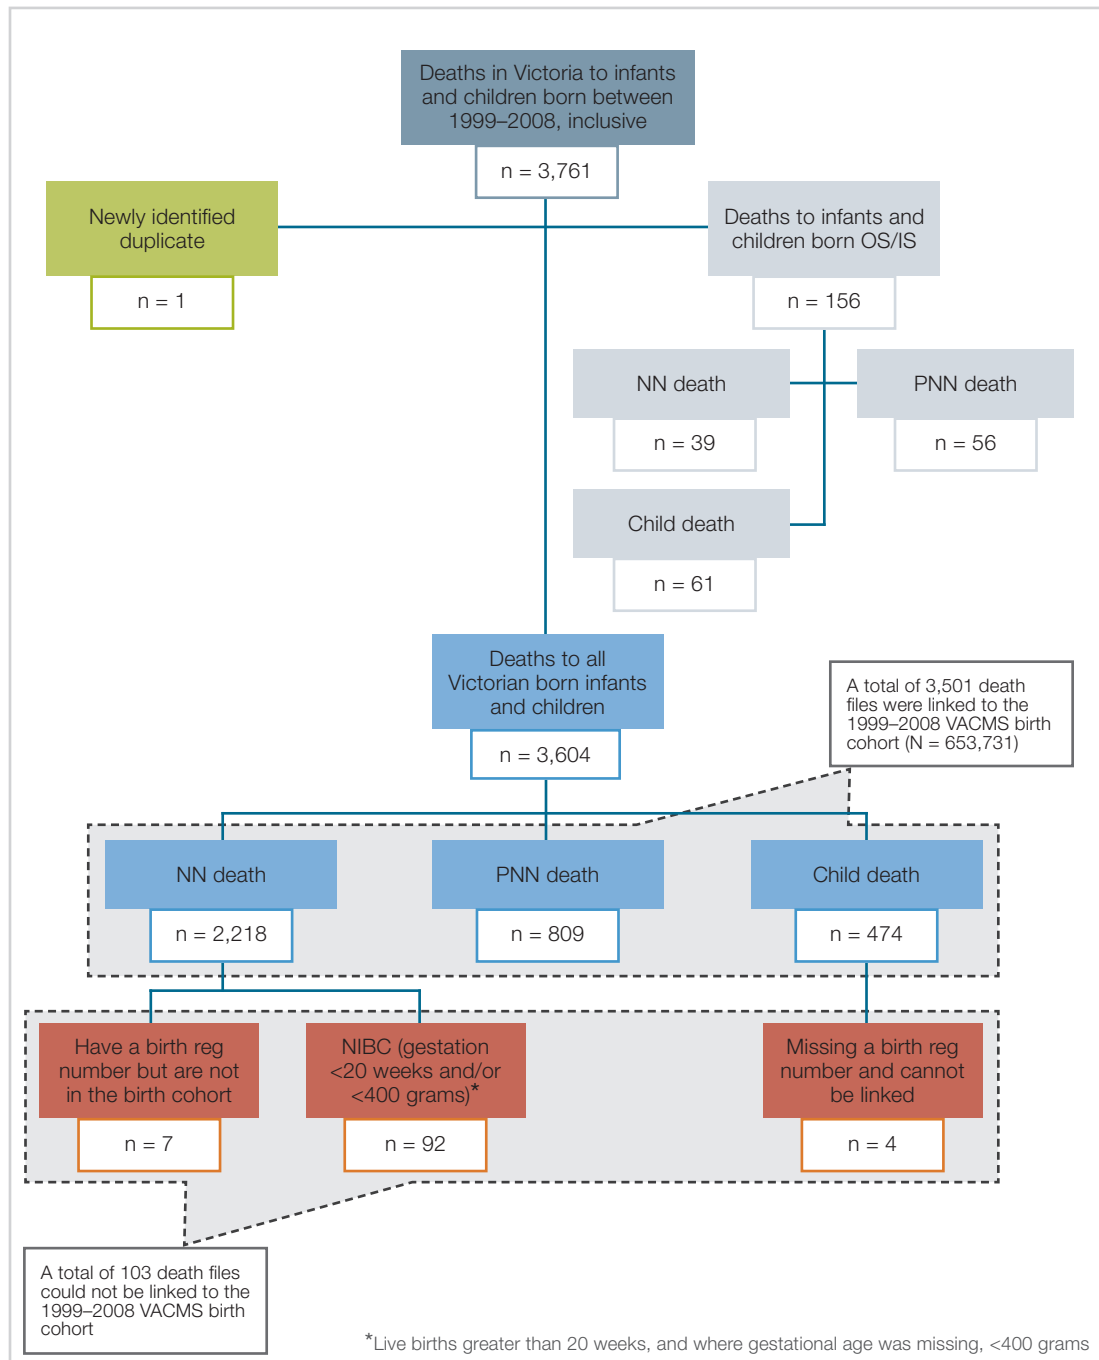 Deaths in Victoria to infants
and children born between
1999–2008, inclusive
n = 3,761
Newly identified
duplicate
n = 1
Deaths to infants and
children born OS/IS
n = 156
NN death
n = 39
PNN death
n = 56
Child death
n = 61
Deaths to all
Victorian born infants
and children
n = 3,604
A total of 3,501 death
files were linked to the
1999–2008 VACMS birth
cohort (N = 653,731)
NN death
n = 2,218
PNN death
n = 809
Child death
n = 474
Have a birth reg
number but are not
in the birth cohort
n = 7
NIBC (gestation
<20 weeks and/or
<400 grams)*
n = 92
Missing a birth reg
number and cannot
be linked
n = 4
A total of 103 death files
could not be linked to the
1999–2008 VACMS birth
cohort
*Live births greater than 20 weeks, and where gestational age was missing, <400 grams